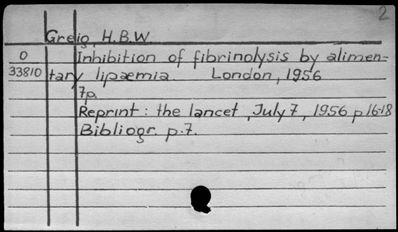 2
Greig, H.B.W.
0 Inhibition of fibrinolysis by alimen-
33810 tary lipæmia. London, 1956
7p.
Reprint: the lancet, July 7, 1956 p 16-18
Bibliogr. p.7.